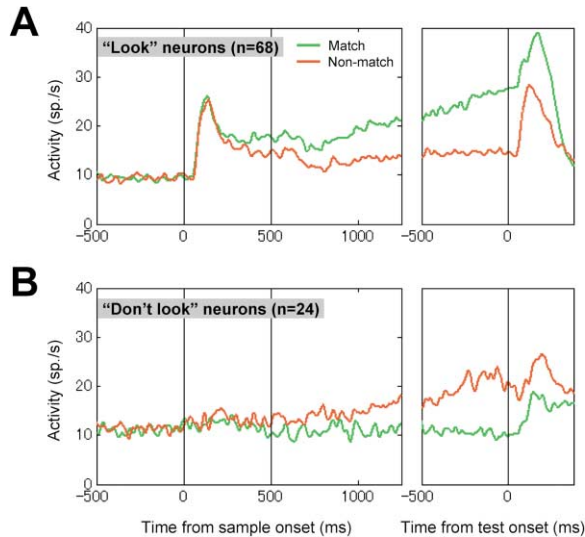 A
"Look" neurons (n=68)
Match
Non-match
Activity (sp./s)
40
30
20
10
0
−500 0 500 1000
−500 0
B
"Don't look" neurons (n=24)
Activity (sp./s)
40
30
20
10
0
−500 0 500 1000
−500 0
Time from sample onset (ms)
Time from test onset (ms)